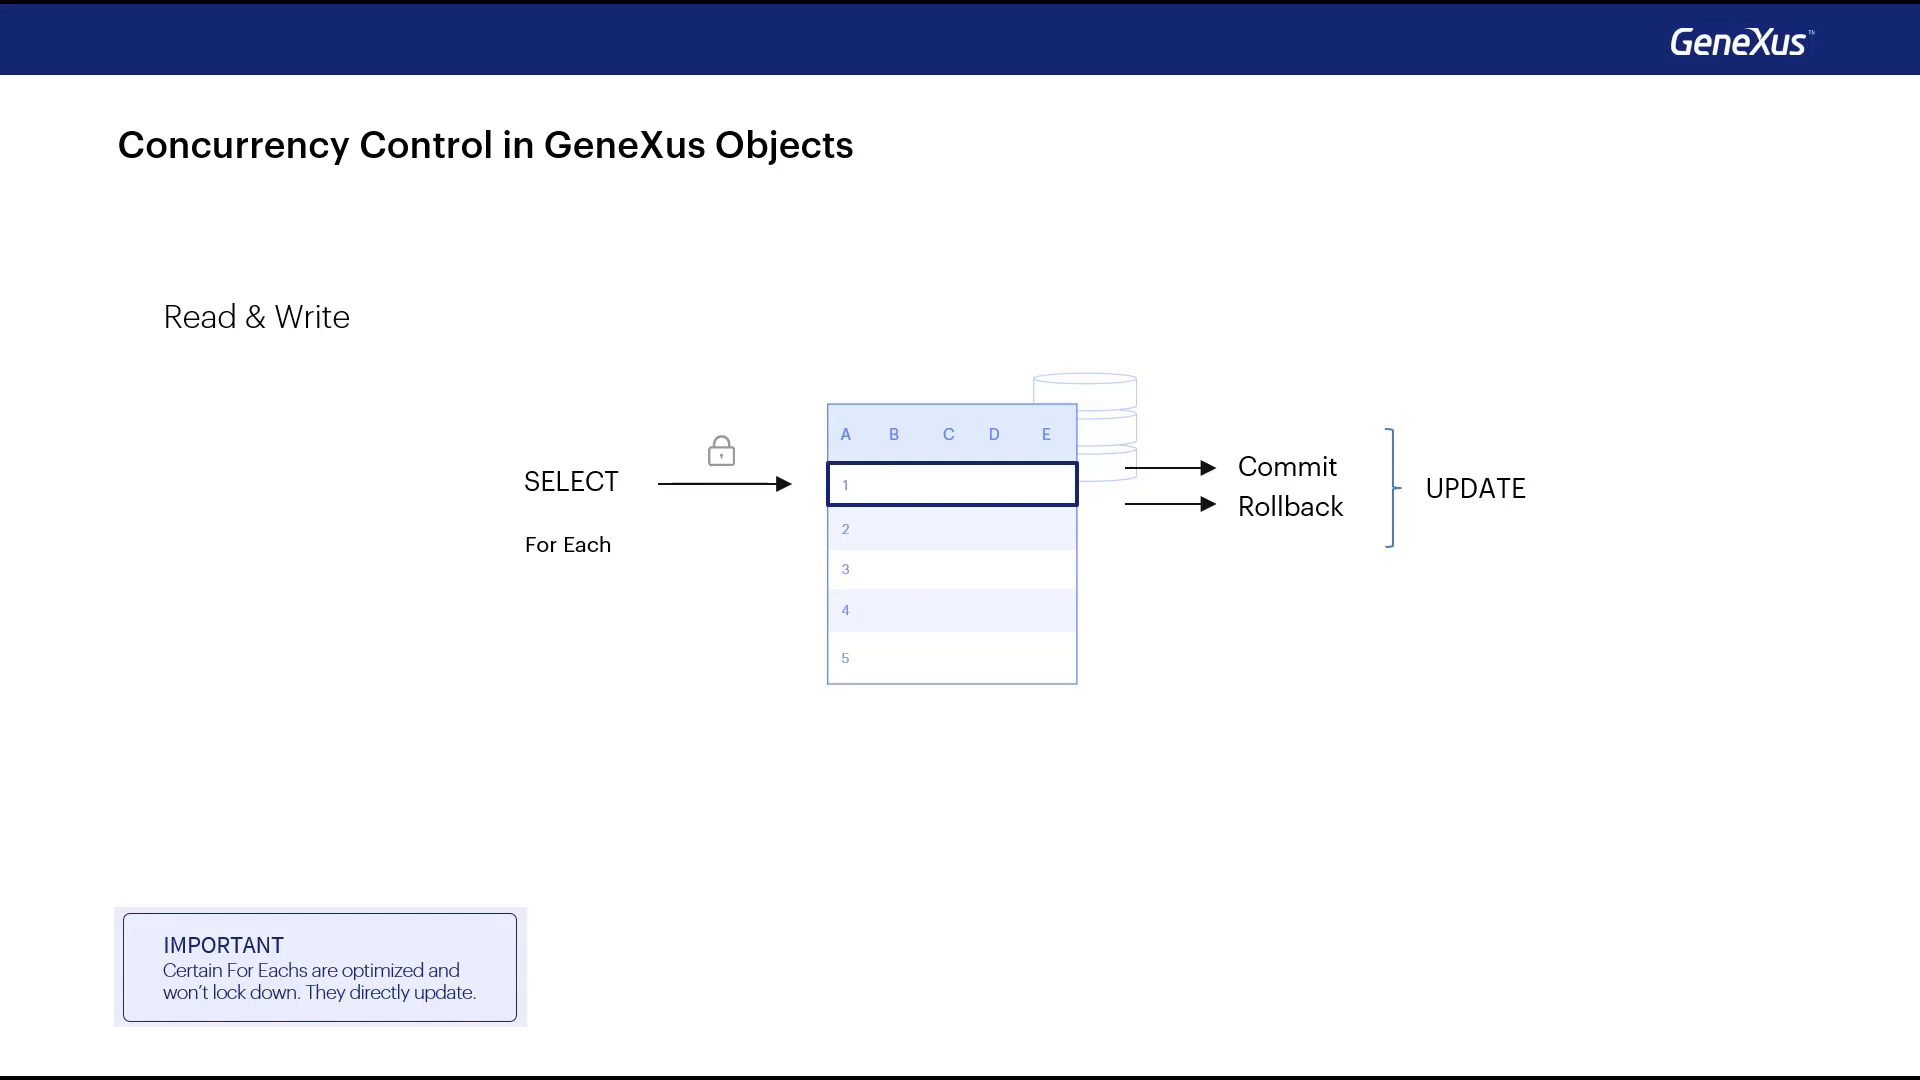 GeneXus™
Concurrency Control in GeneXus Objects
Read & Write
A B C D E
SELECT
1
Commit
Rollback
UPDATE
For Each
2
3
4
5
IMPORTANT
Certain For Eachs are optimized and
won't lock down. They directly update.